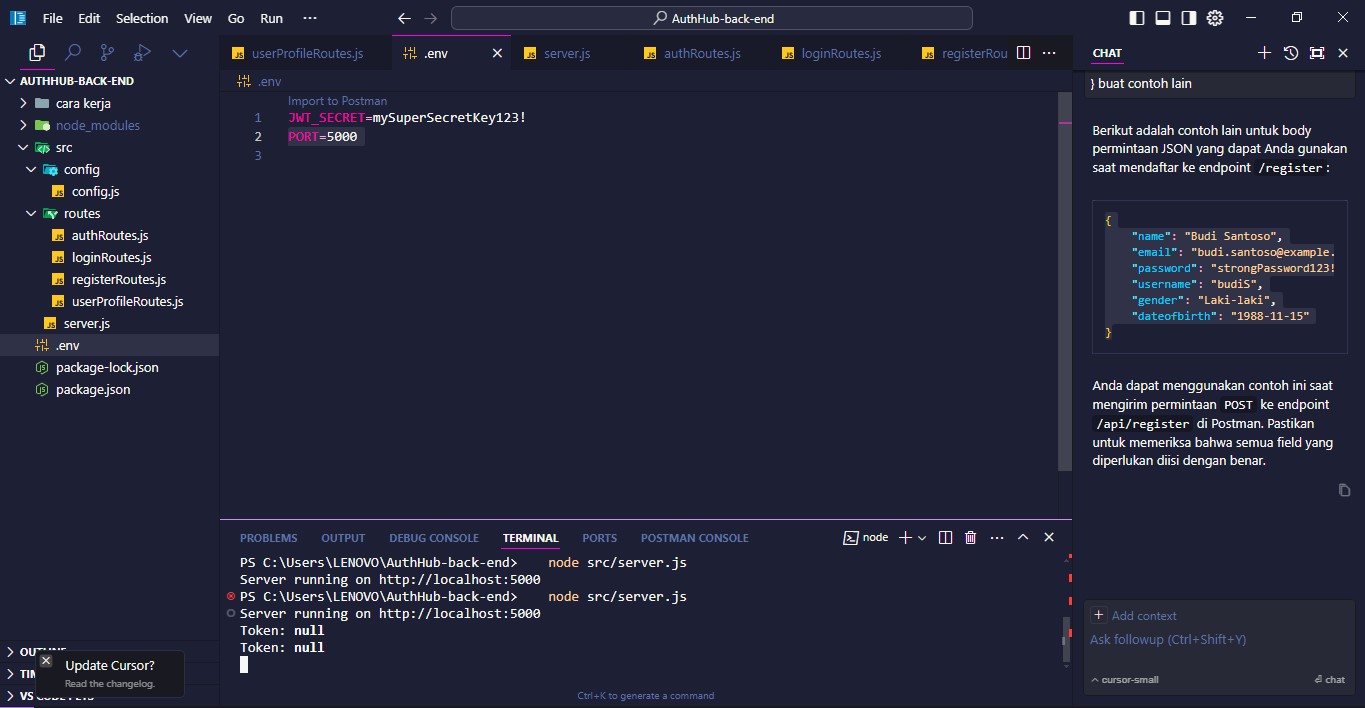 File Edit Selection View Go Run ···
AuthHub-back-end
AUTHHUB-BACK-END
cara kerja
node_modules
src
config
config.js
routes
authRoutes.js
loginRoutes.js
registerRoutes.js
userProfileRoutes.js
server.js
.env
package-lock.json
package.json
OUTLINE
Update Cursor?
Read the changelog.
userProfileRoutes.js .env server.js authRoutes.js loginRoutes.js registerRou
.env
Import to Postman
1 JWT_SECRET=mySuperSecretKey123!
2 PORT=5000
3
PROBLEMS OUTPUT DEBUG CONSOLE TERMINAL PORTS POSTMAN CONSOLE
node
PS C:\Users\LENOVO\AuthHub-back-end> node src/server.js
Server running on http://localhost:5000
PS C:\Users\LENOVO\AuthHub-back-end> node src/server.js
Server running on http://localhost:5000
Token: null
Token: null
Ctrl+K to generate a command
CHAT
} buat contoh lain
Berikut adalah contoh lain untuk body
permintaan JSON yang dapat Anda gunakan
saat mendaftar ke endpoint /register:
{
"name": "Budi Santoso",
"email": "budi.santoso@example.
"password": "strongPassword123!
"username": "budiS",
"gender": "Laki-laki",
"dateofbirth": "1988-11-15"
}
Anda dapat menggunakan contoh ini saat
mengirim permintaan POST ke endpoint
/api/register di Postman. Pastikan
untuk memeriksa bahwa semua field yang
diperlukan diisi dengan benar.
+ Add context
Ask followup (Ctrl+Shift+Y)
cursor-small
chat